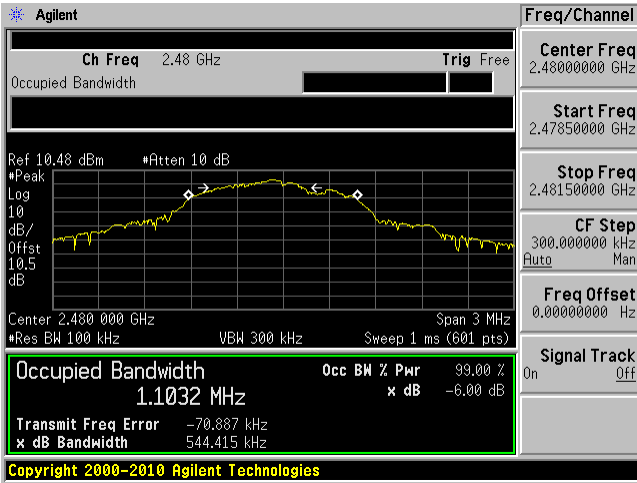 Agilent
Freq/Channel
Ch Freq 2.48 GHz Trig Free
Occupied Bandwidth
Center Freq
2.48000000 GHz
Start Freq
2.47850000 GHz
Stop Freq
2.48150000 GHz
CF Step
300.000000 kHz
Auto Man
Freq Offset
0.00000000 Hz
Signal Track
On Off
Ref 10.48 dBm #Atten 10 dB
#Peak
Log
10
dB/
Offst
10.5
dB
Center 2.480 000 GHz Span 3 MHz
#Res BW 100 kHz VBW 300 kHz Sweep 1 ms (601 pts)
Occupied Bandwidth Occ BW % Pwr 99.00 %
1.1032 MHz x dB -6.00 dB
Transmit Freq Error -70.887 kHz
x dB Bandwidth 544.415 kHz
Copyright 2000-2010 Agilent Technologies